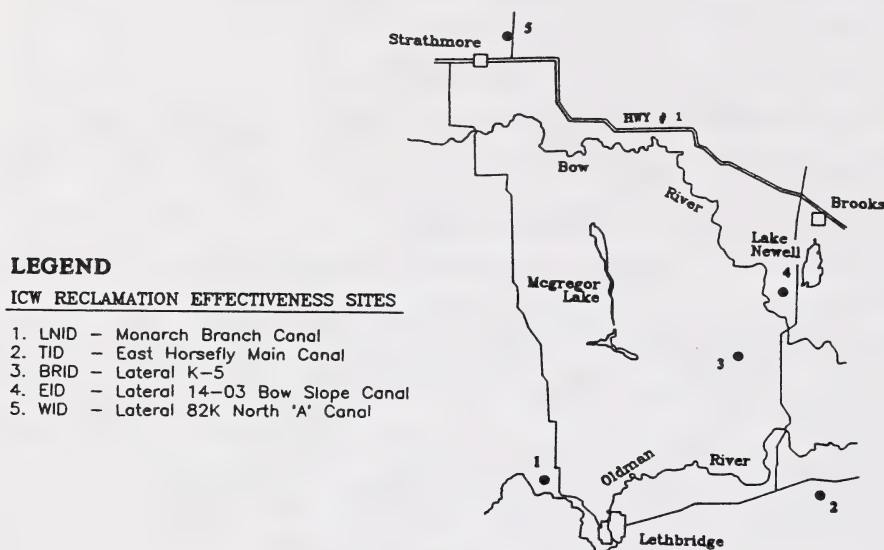 LEGEND
ICW RECLAMATION EFFECTIVENESS SITES
1. LNID – Monarch Branch Canal
2. TID – East Horsefly Main Canal
3. BRID – Lateral K-5
4. EID – Lateral 14-03 Bow Slope Canal
5. WID – Lateral 82K North 'A' Canal
5
Strathmore
HWY # 1
Bow
River
Brooks
Lake
Newell
4
Mcgregor
Lake
3
1
Oldman
River
2
Lethbridge